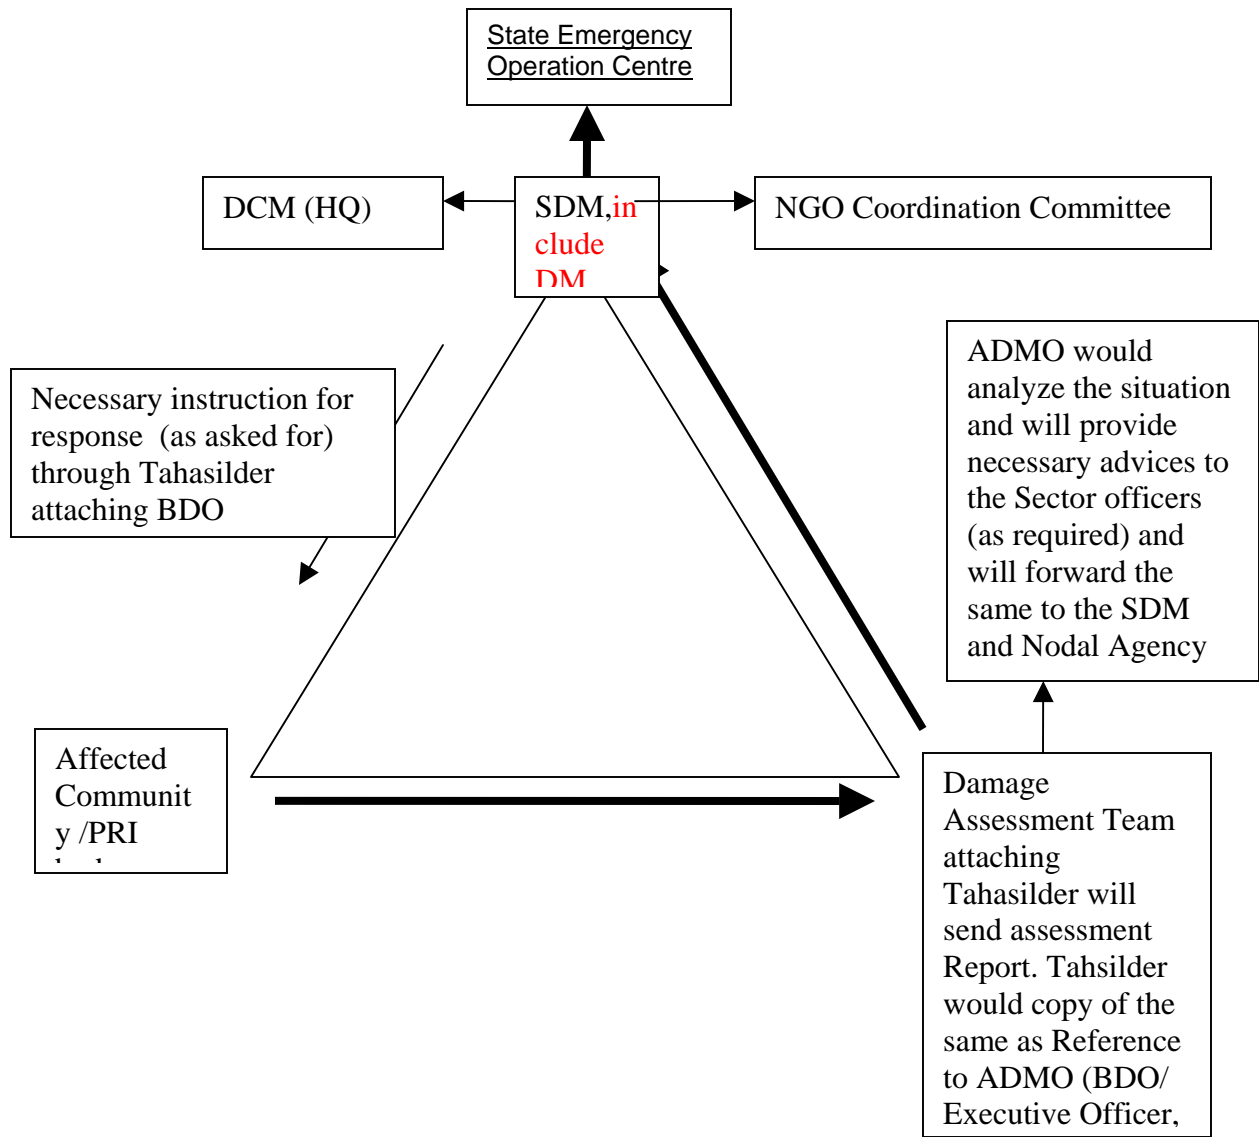 State Emergency
Operation Centre
DCM (HQ)
SDM,in
clude
DM
NGO Coordination Committee
Necessary instruction for
response  (as asked for)
through Tahasilder
attaching BDO
ADMO would
analyze the situation
and will provide
necessary advices to
the Sector officers
(as required) and
will forward the
same to the SDM
and Nodal Agency
Affected
Communit
y /PRI
Damage
Assessment Team
attaching
Tahasilder will
send assessment
Report. Tahsilder
would copy of the
same as Reference
to ADMO (BDO/
Executive Officer,